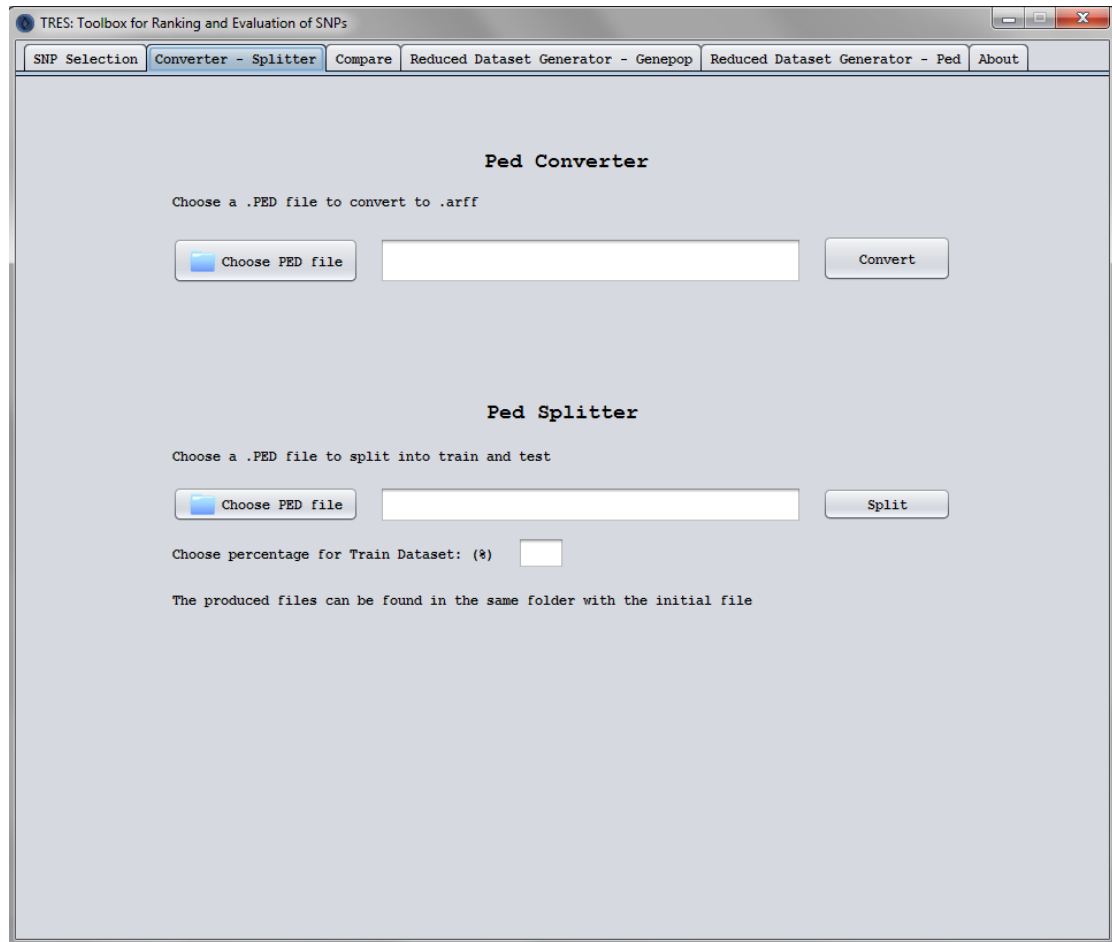 TRES: Toolbox for Ranking and Evaluation of SNPs
SNP Selection Converter - Splitter Compare Reduced Dataset Generator - Genepop Reduced Dataset Generator - Ped About
Ped Converter
Choose a .PED file to convert to .arff
Choose PED file Convert
Ped Splitter
Choose a .PED file to split into train and test
Choose PED file Split
Choose percentage for Train Dataset: (%)
The produced files can be found in the same folder with the initial file